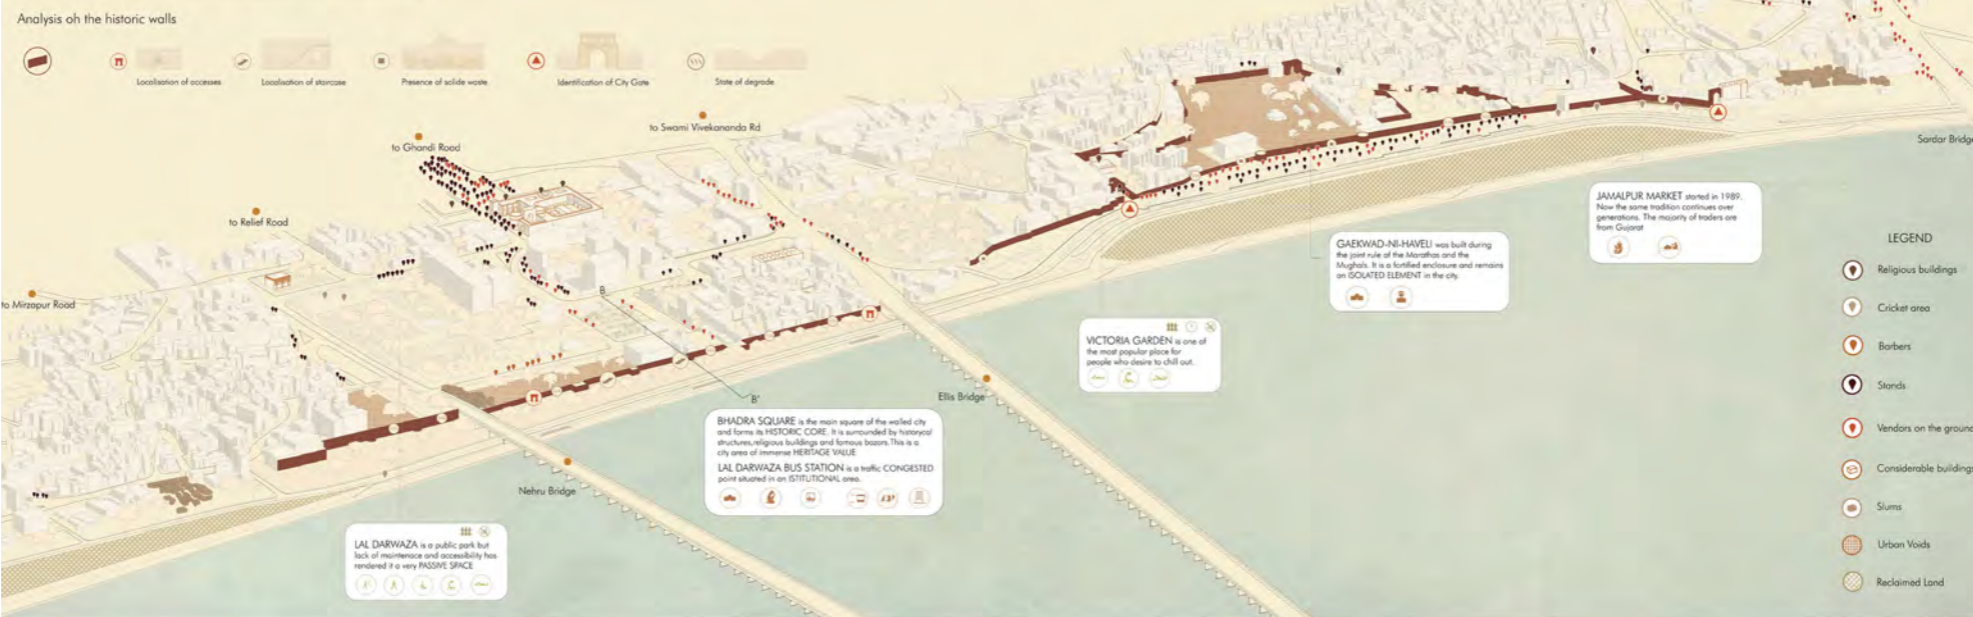 Analysis oh the historic walls
Localisation of accesses
Localisation of staircase
Presence of solide waste
Identification of City Gate
State of degrade
to Swami Vivekananda Rd
to Ghandi Road
to Relief Road
to Mirzapur Road
Sardar Bridge
Ellis Bridge
Nehru Bridge
B
B'
JAMALPUR MARKET started in 1989.
Now the same tradition continues over
generations. The majority of traders are
from Gujarat
GAEKWAD-NI-HAVELI was built during
the joint rule of the Marathas and the
Mughals. It is a fortified enclosure and remains
an ISOLATED ELEMENT in the city.
VICTORIA GARDEN is one of
the most popular place for
people who desire to chill out.
BHADRA SQUARE is the main square of the walled city
and forms its HISTORIC CORE. It is surrounded by historycal
structures,religious buildings and famous bazars.This is a
city area of immense HERITAGE VALUE
LAL DARWAZA BUS STATION is a traffic CONGESTED
point situated in an ISTITUTIONAL area.
LAL DARWAZA is a public park but
lack of maintenace and accessibility has
rendered it a very PASSIVE SPACE
LEGEND
Religious buildings
Cricket area
Barbers
Stands
Vendors on the ground
Considerable buildings
Slums
Urban Voids
Reclaimed Land